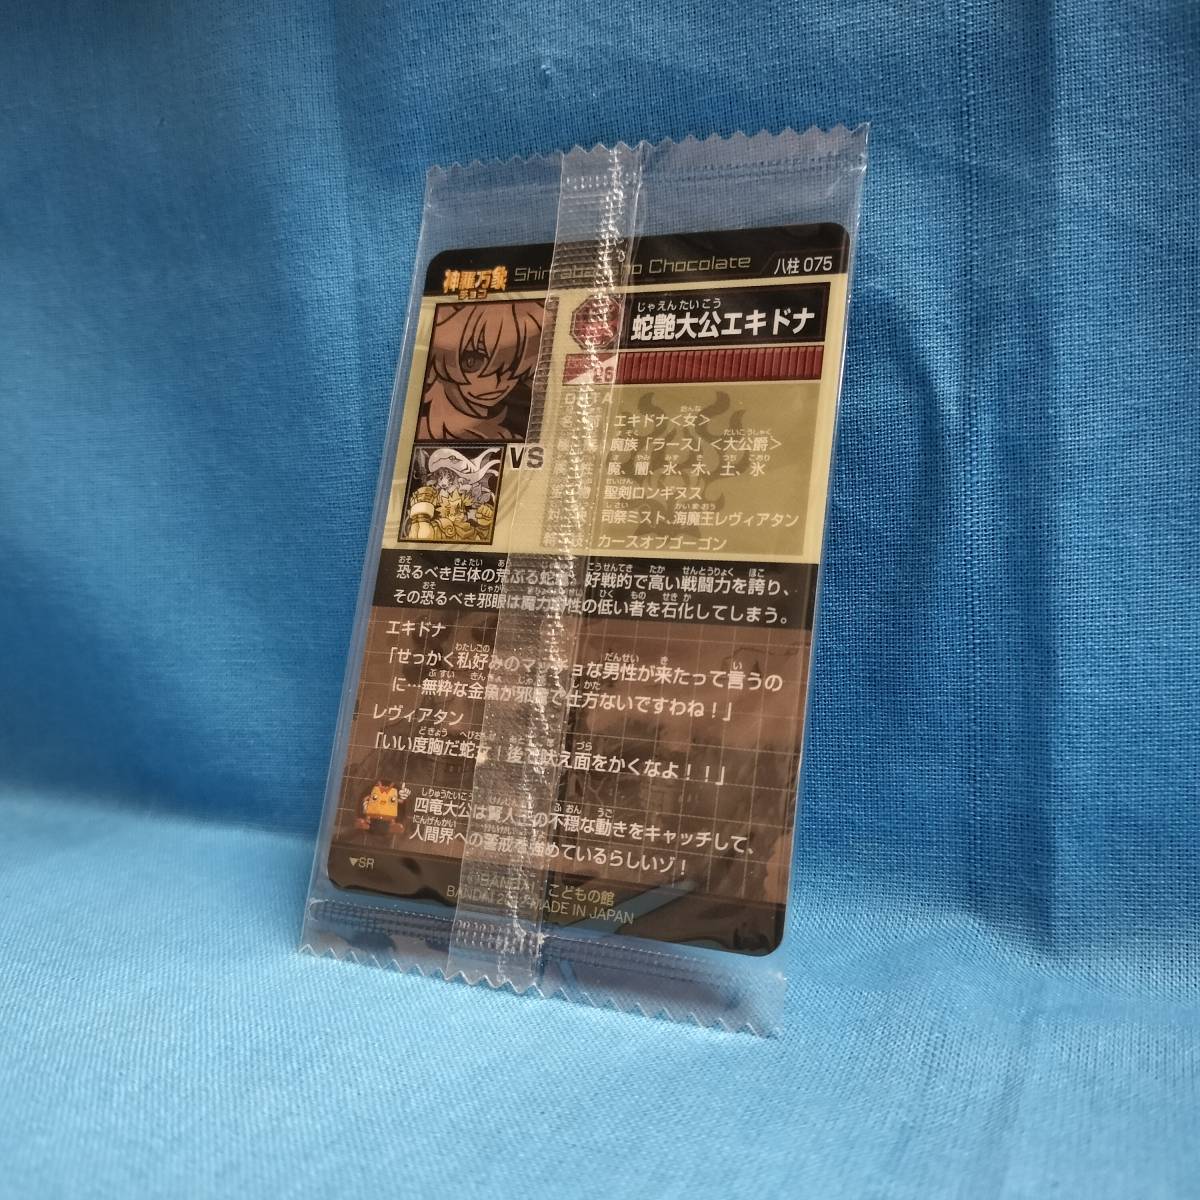 神羅万象
チョコ
Chocolate
八柱 075
じゃえんたいこう
蛇艶大公エキドナ
エキドナ<女>
魔族「ラース」<大公爵>
魔、闇、水、木、土、氷
聖剣ロンギヌス
司祭ミスト、海魔王レヴィアタン
カースオブゴーゴン
VS
恐るべき巨体の荒ぶる蛇 好戦的で高い戦闘力を誇り、
その恐るべき邪眼は魔力 性の低い者を石化してしまう。
エキドナ
「せっかく私好みのマッチョな男性が来たって言うの
に…無粋な金魚が邪魔で仕方ないですわね!」
レヴィアタン
「いい度胸だ蛇 !後で吠え面をかくなよ!!」
四竜大公は賢人 の不穏な動きをキャッチして、
人間界への警戒を強めているらしいゾ!
▼SR
こどもの館
BANDAI MADE IN JAPAN